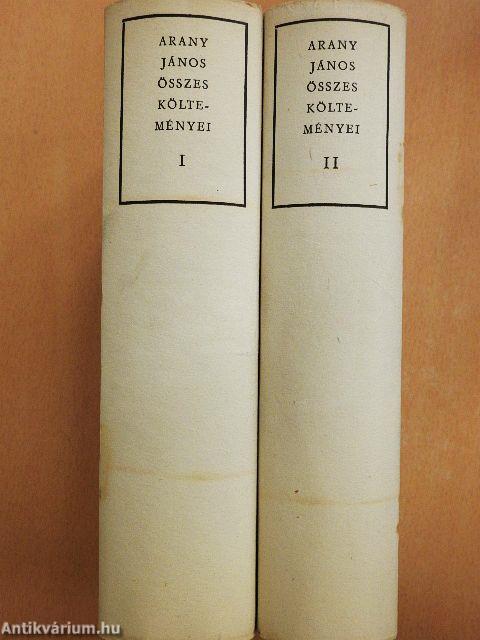 ARANY
JÁNOS
ÖSSZES
KÖLTE-
MÉNYEI
I
ARANY
JÁNOS
ÖSSZES
KÖLTE-
MÉNYEI
II
Antikvárium.hu